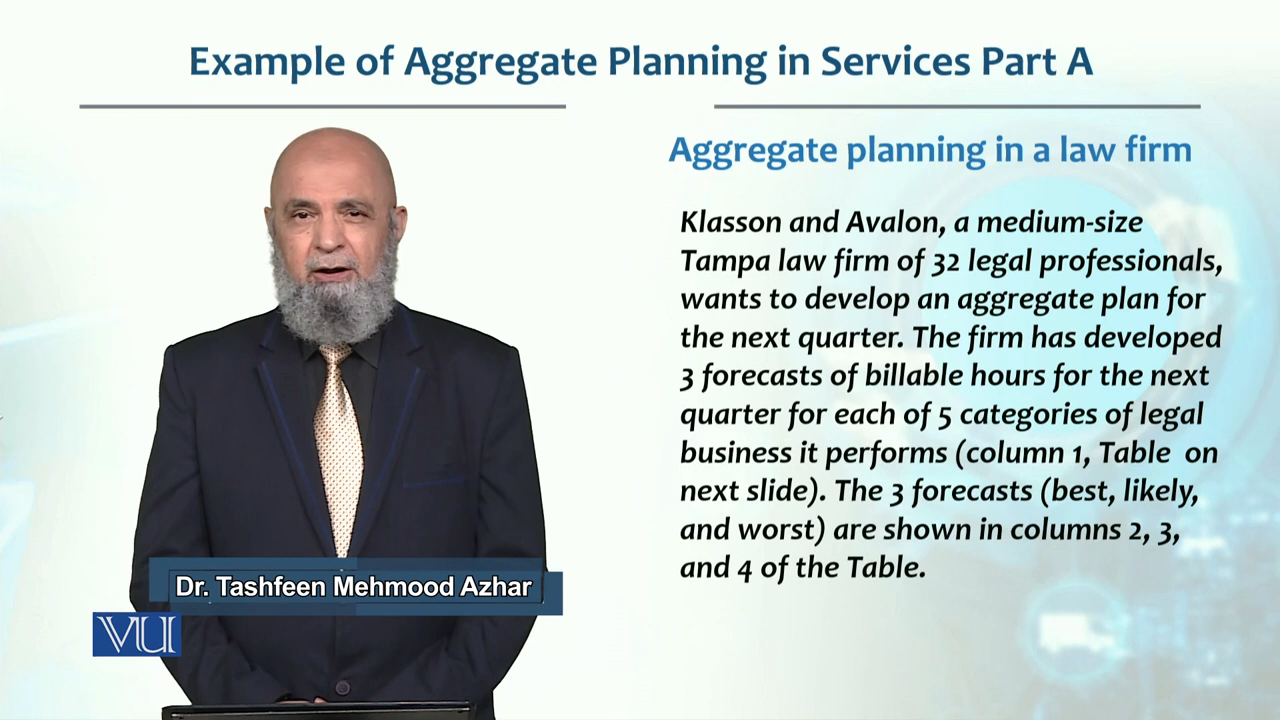 Example of Aggregate Planning in Services Part A
Aggregate planning in a law firm
Klasson and Avalon, a medium-size
Tampa law firm of 32 legal professionals,
wants to develop an aggregate plan for
the next quarter. The firm has developed
3 forecasts of billable hours for the next
quarter for each of 5 categories of legal
business it performs (column 1, Table on
next slide). The 3 forecasts (best, likely,
and worst) are shown in columns 2, 3,
and 4 of the Table.
Dr. Tashfeen Mehmood Azhar
VU